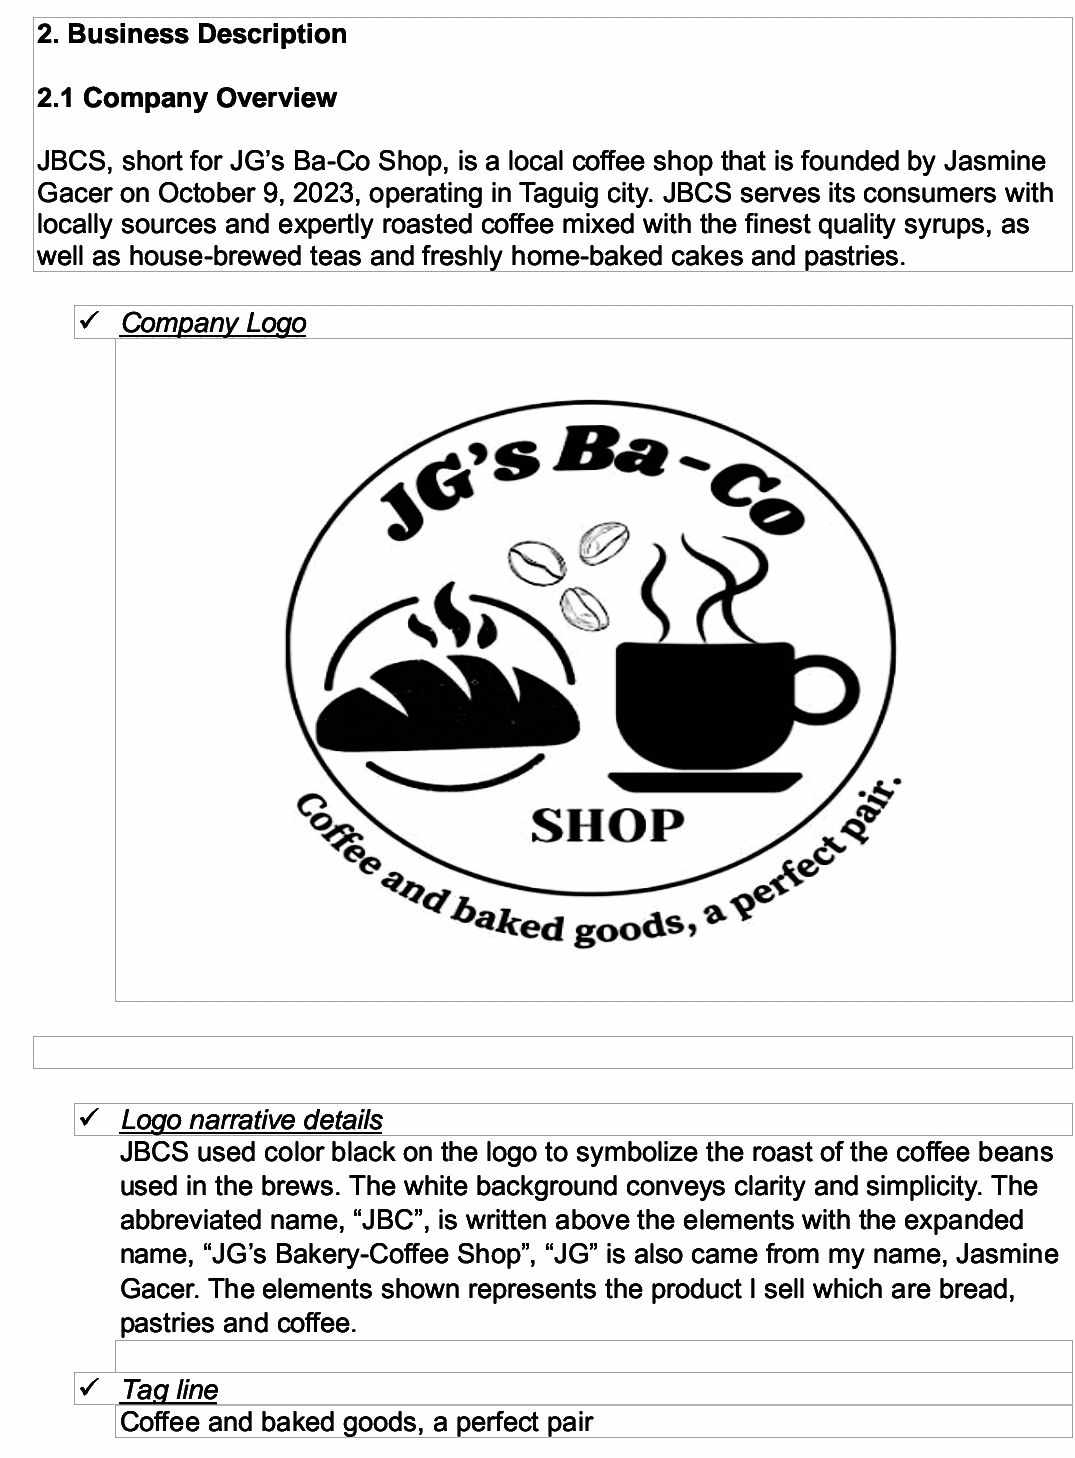 2. Business Description
2.1 Company Overview
JBCS, short for JG’s Ba-Co Shop, is a local coffee shop that is founded by Jasmine
Gacer on October 9, 2023, operating in Taguig city. JBCS serves its consumers with
locally sources and expertly roasted coffee mixed with the finest quality syrups, as
well as house-brewed teas and freshly home-baked cakes and pastries.
✓ Company Logo
JG’s Ba-Co
SHOP
Coffee and baked goods, a perfect pair.
✓ Logo narrative details
JBCS used color black on the logo to symbolize the roast of the coffee beans
used in the brews. The white background conveys clarity and simplicity. The
abbreviated name, “JBC”, is written above the elements with the expanded
name, “JG’s Bakery-Coffee Shop”, “JG” is also came from my name, Jasmine
Gacer. The elements shown represents the product I sell which are bread,
pastries and coffee.
✓ Tag line
Coffee and baked goods, a perfect pair